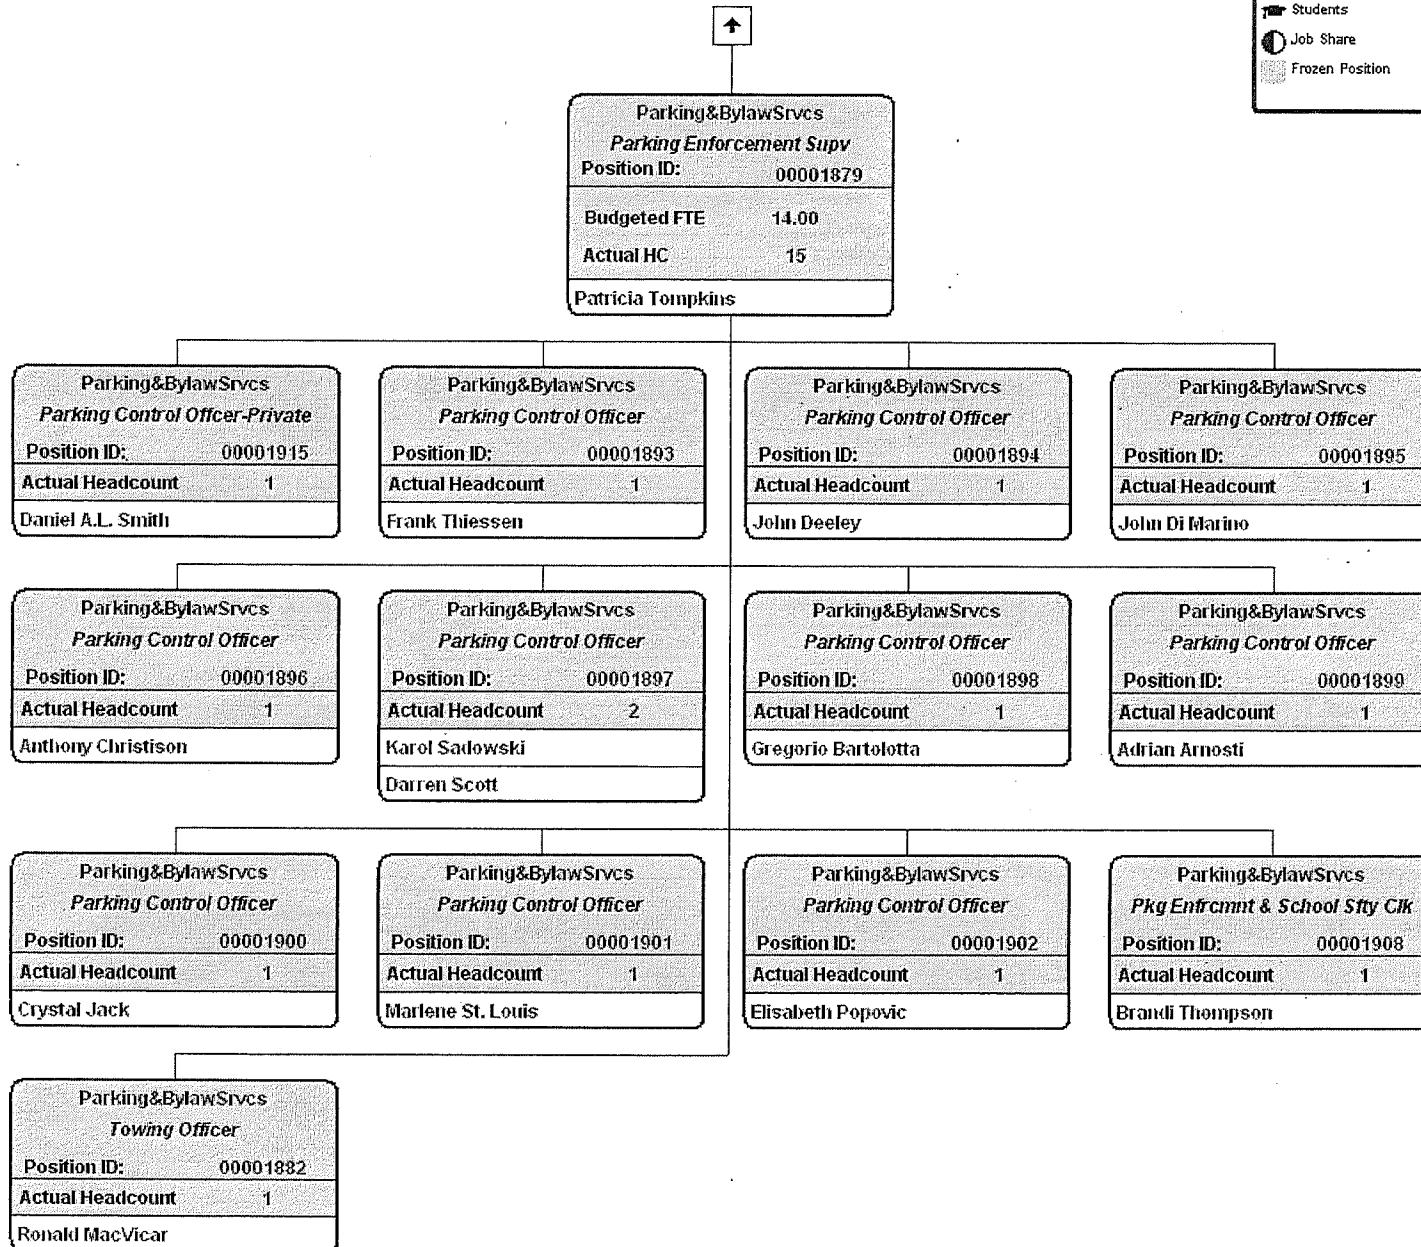 Students
Job Share
Frozen Position
Parking&BylawSrvcs
Parking Enforcement Supv
Position ID: 00001879
Budgeted FTE 14.00
Actual HC 15
Patricia Tompkins
Parking&BylawSrvcs
Parking Control Offcer-Private
Position ID: 00001915
Actual Headcount 1
Daniel A.L. Smith
Parking&BylawSrvcs
Parking Control Officer
Position ID: 00001893
Actual Headcount 1
Frank Thiessen
Parking&BylawSrvcs
Parking Control Officer
Position ID: 00001894
Actual Headcount 1
John Deeley
Parking&BylawSrvcs
Parking Control Officer
Position ID: 00001895
Actual Headcount 1
John Di Marino
Parking&BylawSrvcs
Parking Control Officer
Position ID: 00001896
Actual Headcount 1
Anthony Christison
Parking&BylawSrvcs
Parking Control Officer
Position ID: 00001897
Actual Headcount 2
Karol Sadowski
Darren Scott
Parking&BylawSrvcs
Parking Control Officer
Position ID: 00001898
Actual Headcount 1
Gregorio Bartolotta
Parking&BylawSrvcs
Parking Control Officer
Position ID: 00001899
Actual Headcount 1
Adrian Arnosti
Parking&BylawSrvcs
Parking Control Officer
Position ID: 00001900
Actual Headcount 1
Crystal Jack
Parking&BylawSrvcs
Parking Control Officer
Position ID: 00001901
Actual Headcount 1
Marlene St. Louis
Parking&BylawSrvcs
Parking Control Officer
Position ID: 00001902
Actual Headcount 1
Elisabeth Popovic
Parking&BylawSrvcs
Pkg Enfrcmnt & School Sfty Clk
Position ID: 00001908
Actual Headcount 1
Brandi Thompson
Parking&BylawSrvcs
Towing Officer
Position ID: 00001882
Actual Headcount 1
Ronald MacVicar